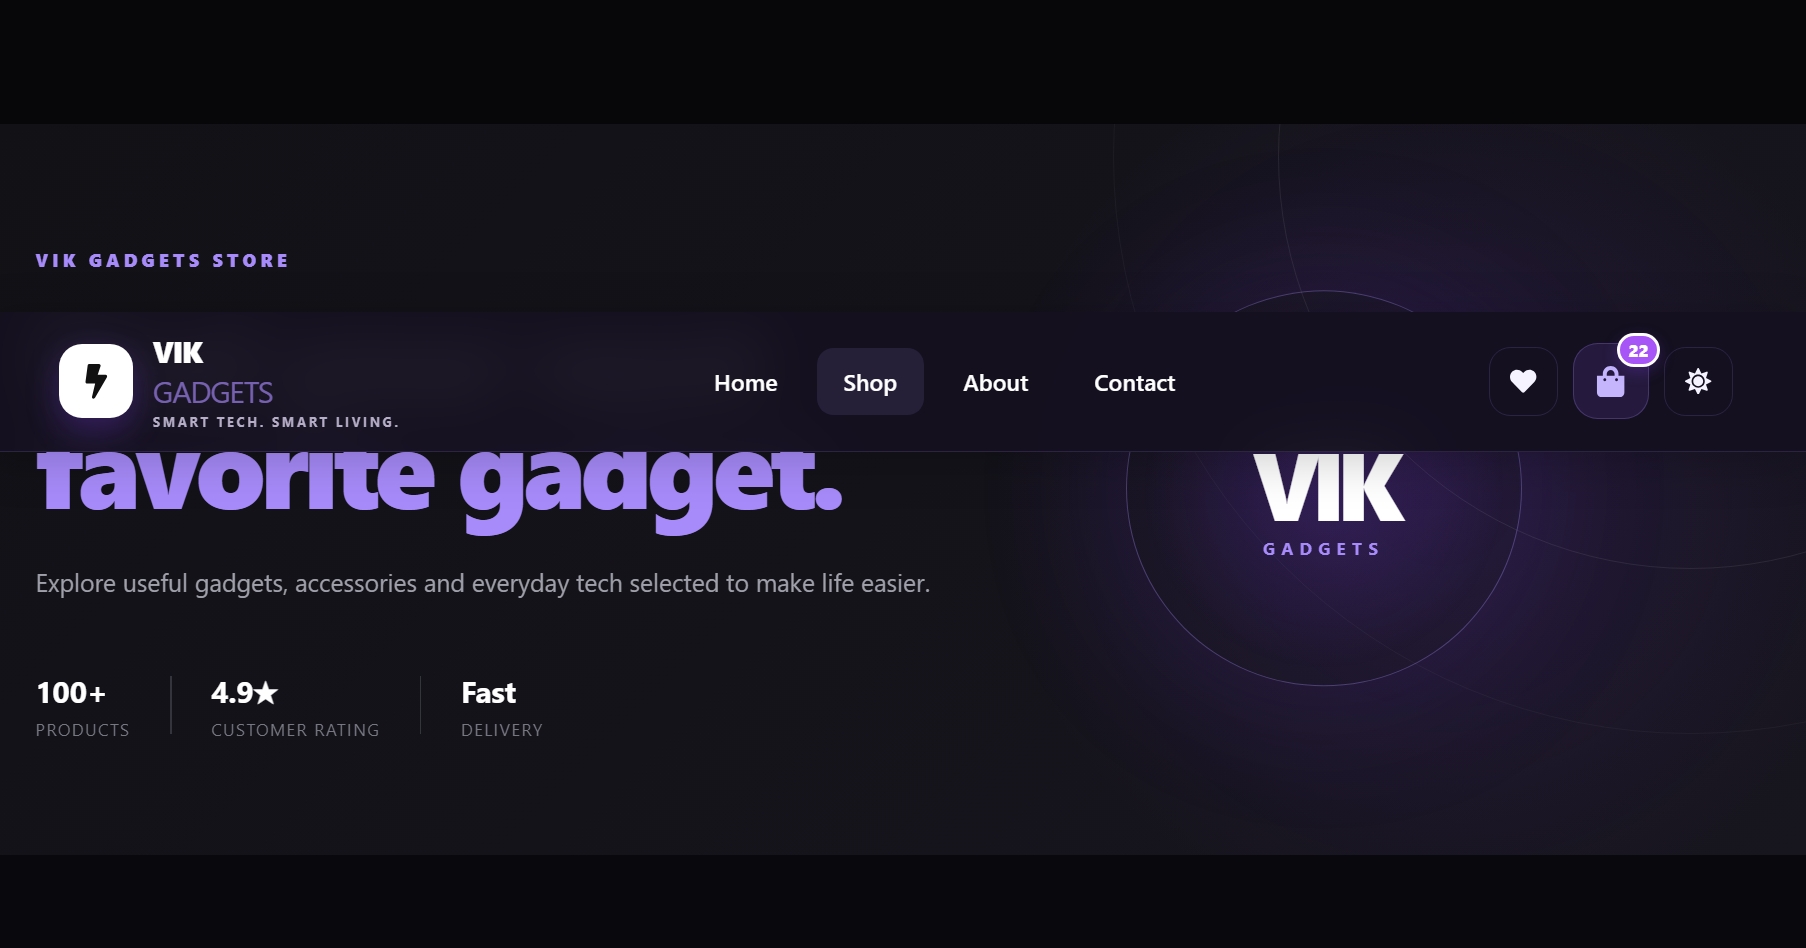 VIK GADGETS STORE
VIK
GADGETS
SMART TECH. SMART LIVING.
Home
Shop
About
Contact
22
favorite gadget.
VIK
GADGETS
Explore useful gadgets, accessories and everyday tech selected to make life easier.
100+
PRODUCTS
4.9★
CUSTOMER RATING
Fast
DELIVERY